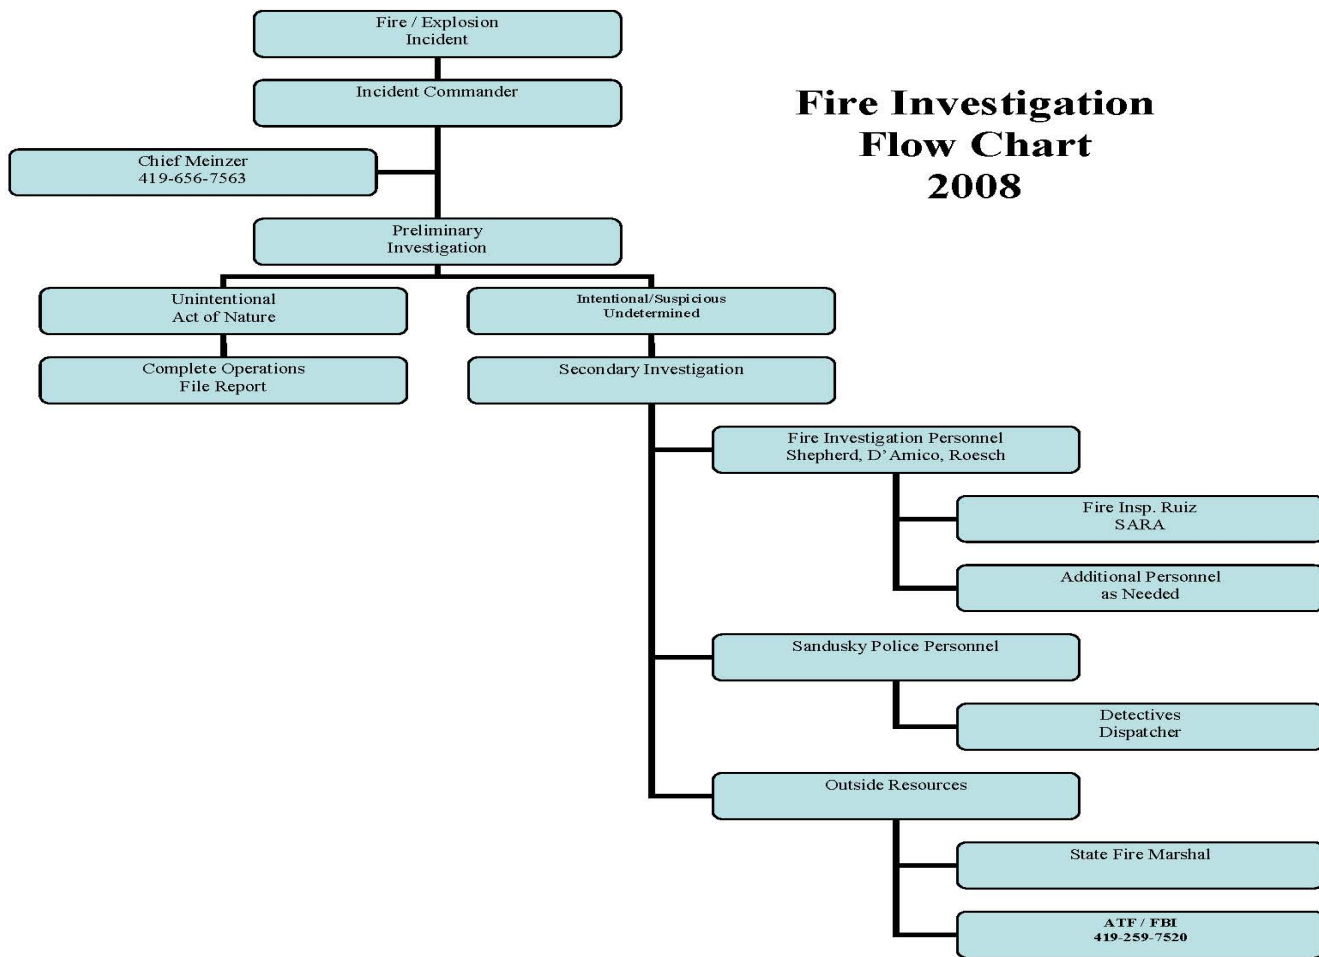 Fire / Explosion
Incident
Incident Commander
Fire Investigation
Flow Chart
2008
Chief Meinzer
419-656-7563
Preliminary
Investigation
Unintentional
Act of Nature
Intentional/Suspicious
Undetermined
Complete Operations
File Report
Secondary Investigation
Fire Investigation Personnel
Shepherd, D'Amico, Roesch
Fire Insp. Ruiz
SARA
Additional Personnel
as Needed
Sandusky Police Personnel
Detectives
Dispatcher
Outside Resources
State Fire Marshal
ATF / FBI
419-259-7520